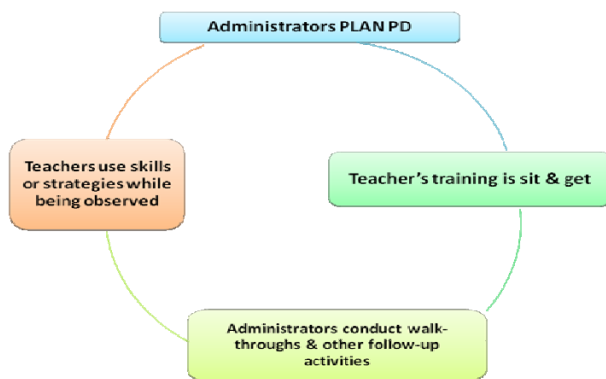 Administrators PLAN PD
Teacher's training is sit & get
Administrators conduct walk-
throughs & other follow-up
activities
Teachers use skills
or strategies while
being observed